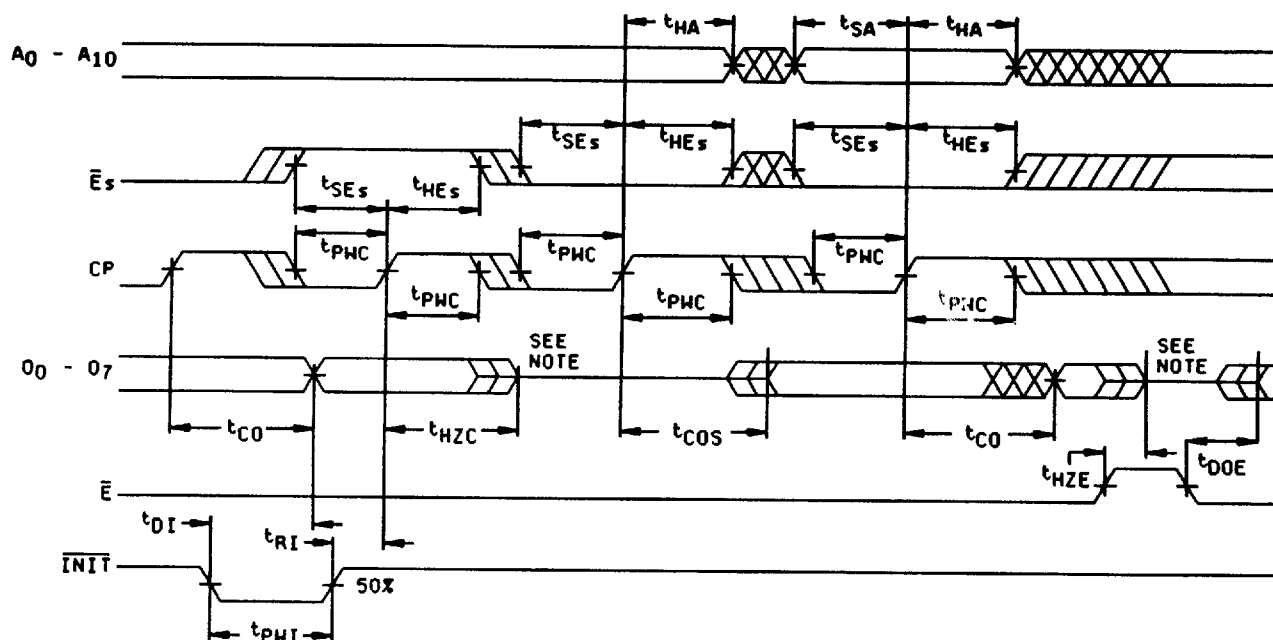 tHA tSA tHA
A0 - A10
tSEs tHEs tSEs tHEs
Ēs
tSEs tHEs
tPWC tPWC tPWC
CP
tPWC tPWC tPWC
SEE NOTE
SEE NOTE
O0 - O7
tCO tHZC tCOS tCO
tHZE tDOE
Ē
tDI
tRI
I̅N̅I̅T̅
50%
tPWI